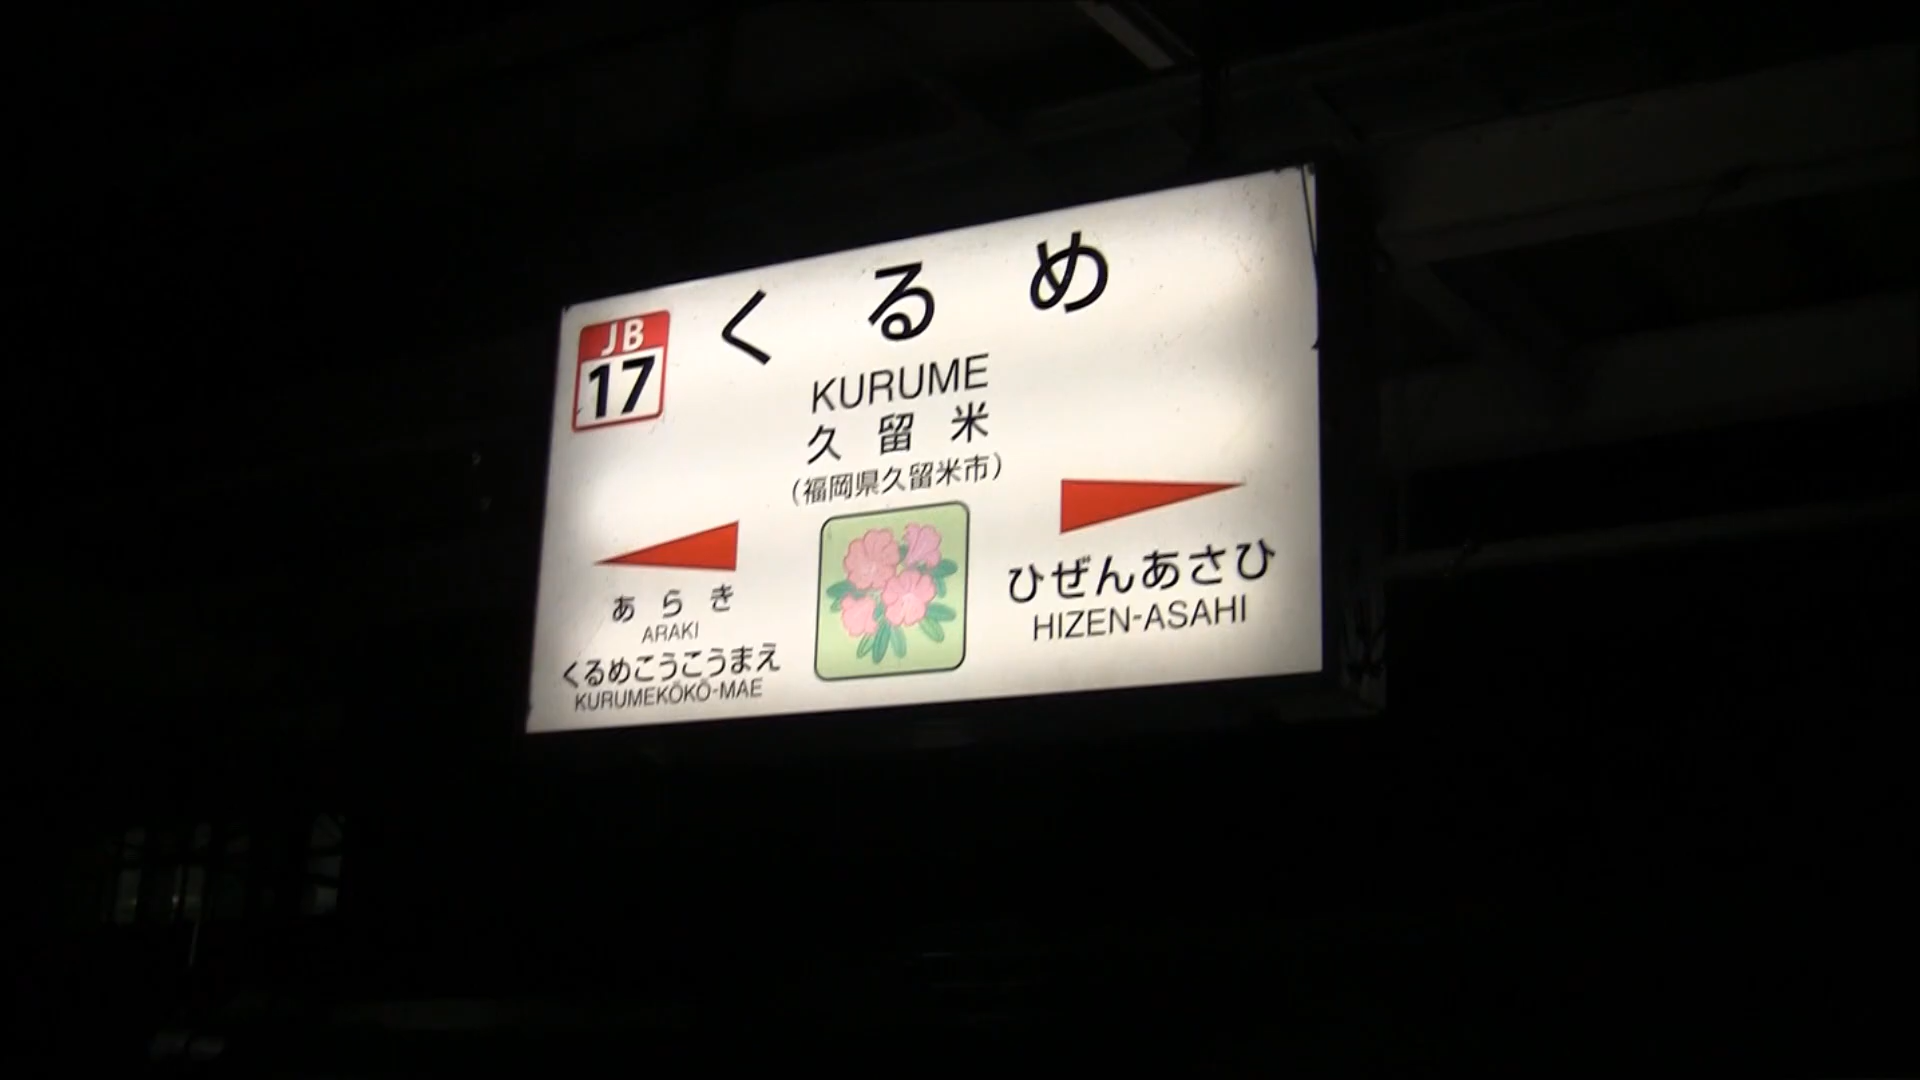 JB
17
くるめ
KURUME
久留米
(福岡県久留米市)
あらき
ARAKI
くるめこうこうまえ
KURUMEKŌKŌ-MAE
ひぜんあさひ
HIZEN-ASAHI